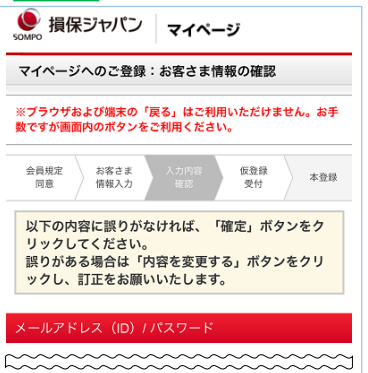 SOMPO 損保ジャパン マイページ
マイページへのご登録：お客さま情報の確認
※ブラウザおよび端末の「戻る」はご利用いただけません。お手
数ですが画面内のボタンをご利用ください。
会員規定 お客さま 入力内容 仮登録 本登録
同意 情報入力 確認 受付
以下の内容に誤りがなければ、「確定」ボタンをク
リックしてください。
誤りがある場合は「内容を変更する」ボタンをクリ
ックし、訂正をお願いいたします。
メールアドレス（ID）/ パスワード